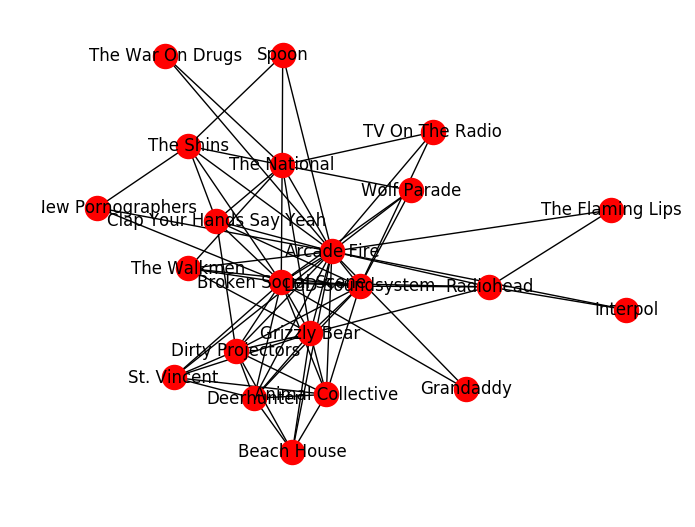 The War On Drugs
Spoon
TV On The Radio
The Shins
The National
Wolf Parade
lew Pornographers
Clap Your Hands Say Yeah
The Flaming Lips
Arcade Fire
The Walkmen
Broken Social Scene
LCD Soundsystem
Radiohead
Interpol
Grizzly Bear
Dirty Projectors
St. Vincent
Deerhunter
Animal Collective
Grandaddy
Beach House